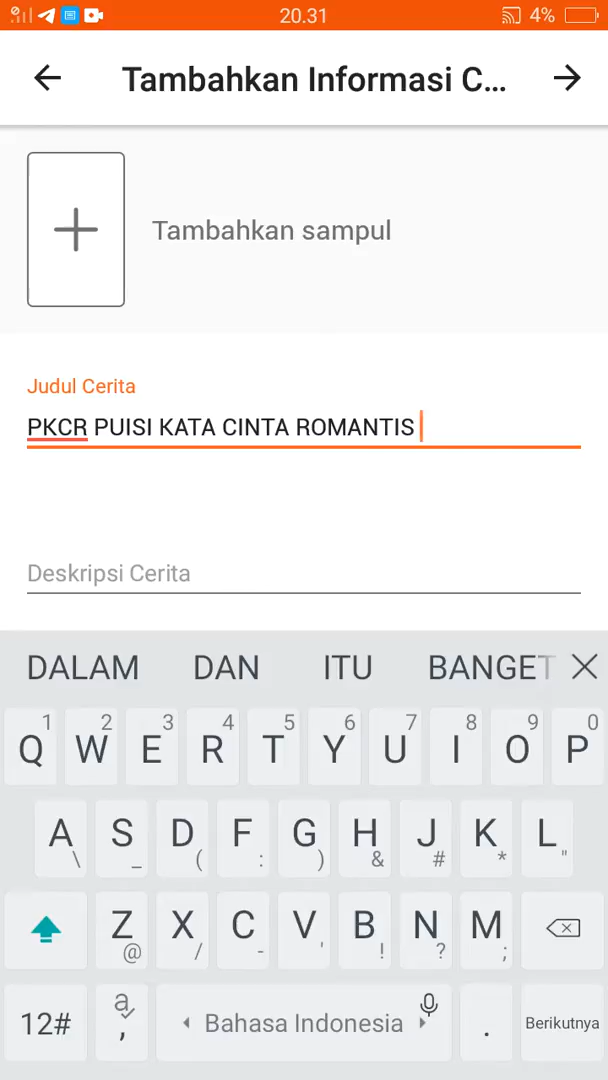 20.31
4%
Tambahkan Informasi C...
Tambahkan sampul
Judul Cerita
PKCR PUISI KATA CINTA ROMANTIS
Deskripsi Cerita
DALAM DAN ITU BANGET
1 2 3 4 5 6 7 8 9 0
Q W E R T Y U I O P
A S D F G H J K L
\ _ ( : ) & # * "
Z X C V B N M
@ / - ' ! ? ;
12# a , Bahasa Indonesia . Berikutnya